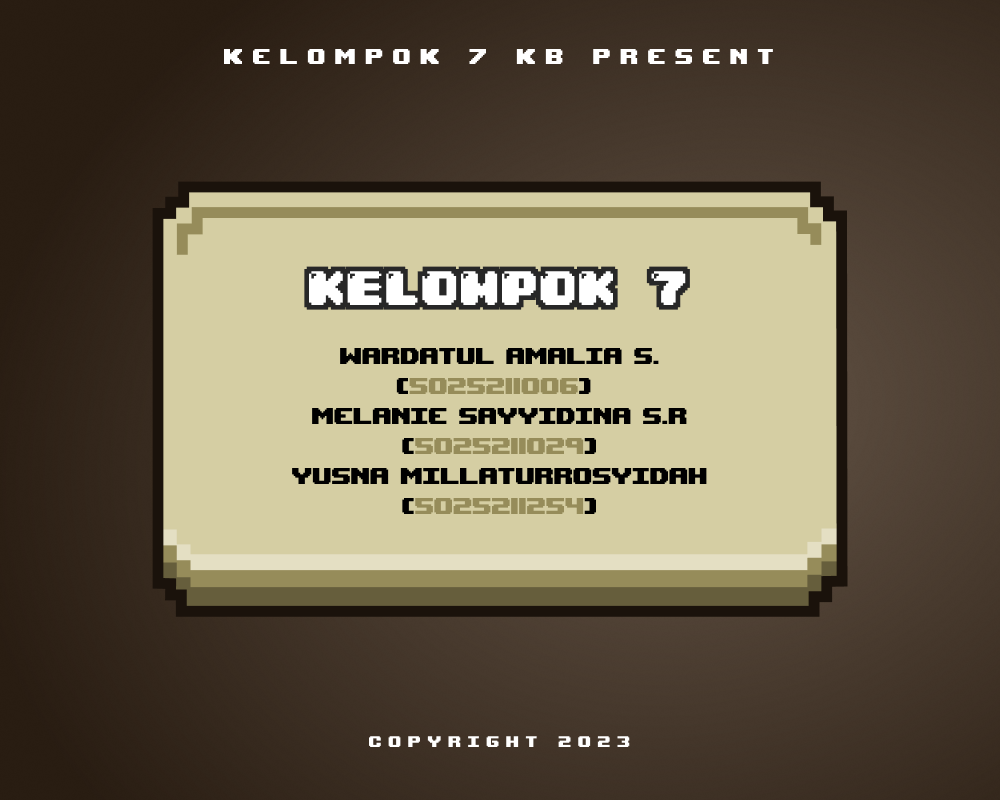 KELOMPOK 7 KB PRESENT
KELOMPOK 7
WARDATUL AMALIA S.
(5025211006)
MELANIE SAYYIDINA S.R
(5025211029)
YUSNA MILLATURROSYIDAH
(5025211254)
COPYRIGHT 2023